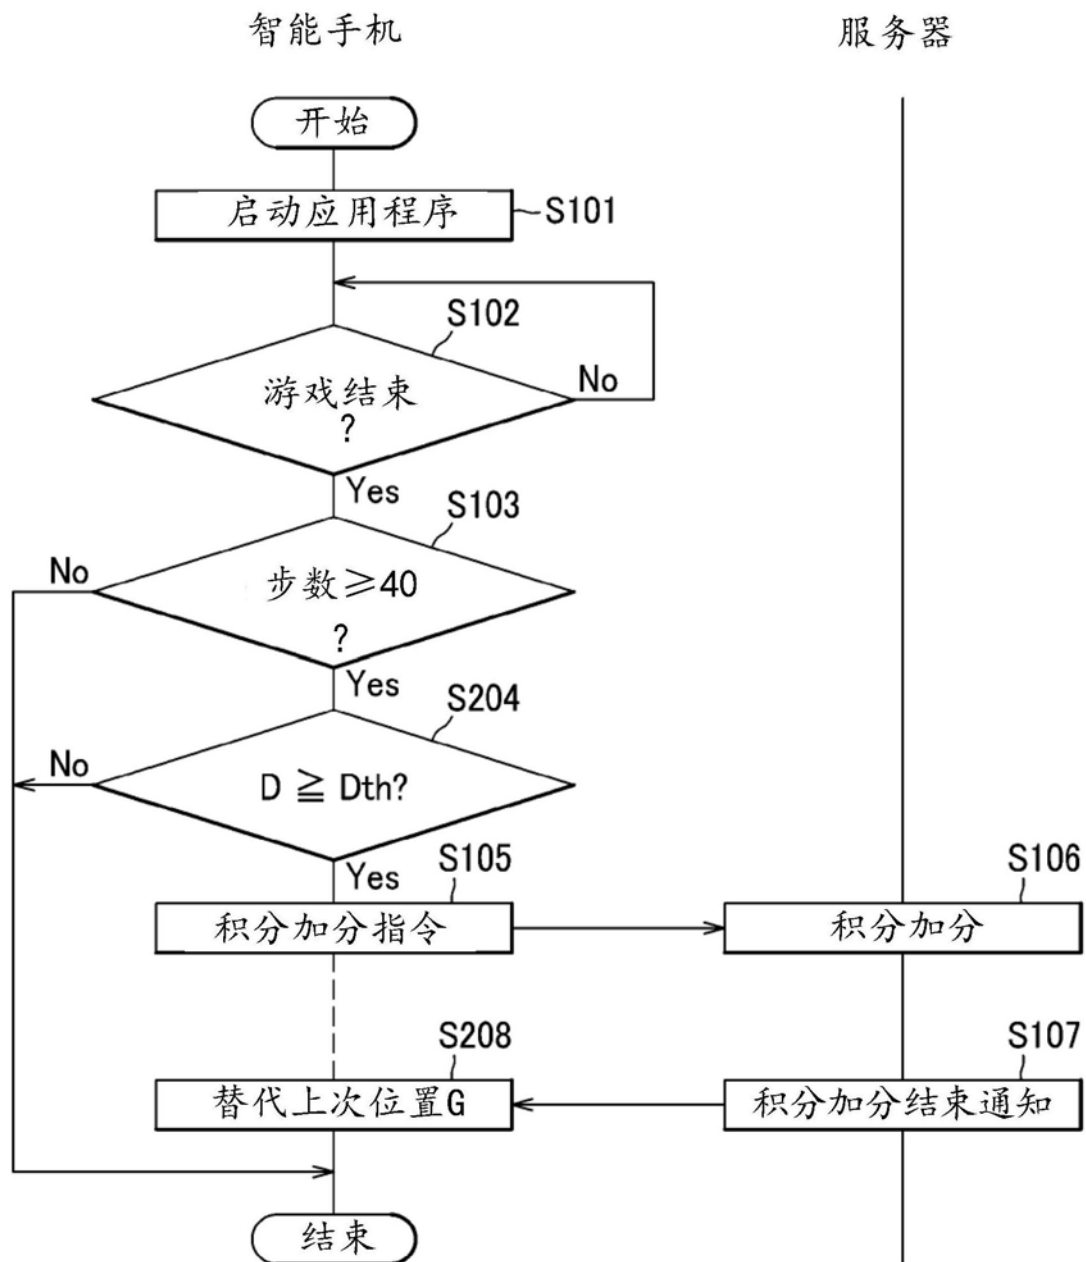 智能手机
服务器
开始
启动应用程序
S101
S102
游戏结束
?
No
Yes
S103
No
步数≥40
?
Yes
S204
No
D ≧ Dth?
Yes
S105
S106
积分加分指令
积分加分
S208
S107
替代上次位置G
积分加分结束通知
结束